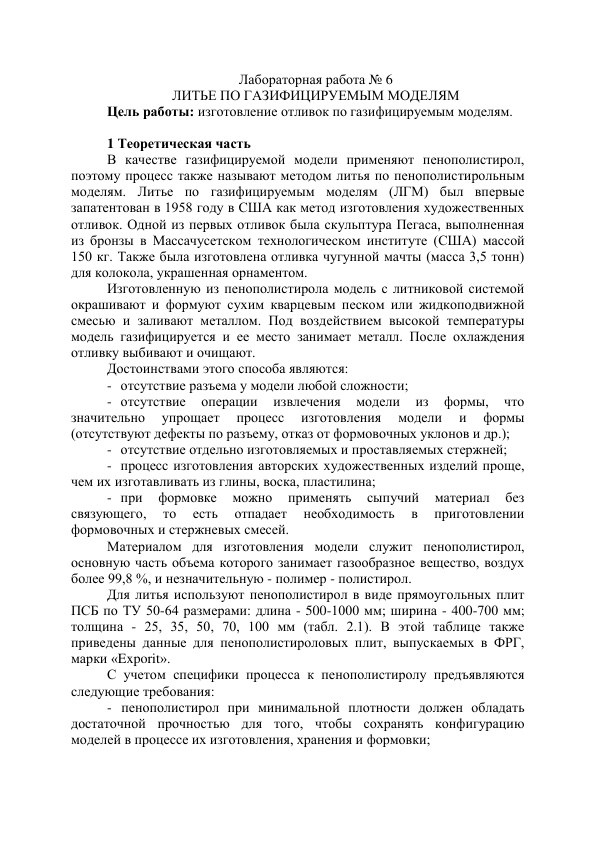 Лабораторная работа № 6
ЛИТЬЕ ПО ГАЗИФИЦИРУЕМЫМ МОДЕЛЯМ
Цель работы: изготовление отливок по газифицируемым моделям.
1 Теоретическая часть
В качестве газифицируемой модели применяют пенополистирол,
поэтому процесс также называют методом литья по пенополистирольным
моделям. Литье по газифицируемым моделям (ЛГМ) был впервые
запатентован в 1958 году в США как метод изготовления художественных
отливок. Одной из первых отливок была скульптура Пегаса, выполненная
из бронзы в Массачусетском технологическом институте (США) массой
150 кг. Также была изготовлена отливка чугунной мачты (масса 3,5 тонн)
для колокола, украшенная орнаментом.
Изготовленную из пенополистирола модель с литниковой системой
окрашивают и формуют сухим кварцевым песком или жидкоподвижной
смесью и заливают металлом. Под воздействием высокой температуры
модель газифицируется и ее место занимает металл. После охлаждения
отливку выбивают и очищают.
Достоинствами этого способа являются:
- отсутствие разъема у модели любой сложности;
- отсутствие операции извлечения модели из формы, что
значительно упрощает процесс изготовления модели и формы
(отсутствуют дефекты по разъему, отказ от формовочных уклонов и др.);
- отсутствие отдельно изготовляемых и проставляемых стержней;
- процесс изготовления авторских художественных изделий проще,
чем их изготавливать из глины, воска, пластилина;
- при формовке можно применять сыпучий материал без
связующего, то есть отпадает необходимость в приготовлении
формовочных и стержневых смесей.
Материалом для изготовления модели служит пенополистирол,
основную часть объема которого занимает газообразное вещество, воздух
более 99,8 %, и незначительную - полимер - полистирол.
Для литья используют пенополистирол в виде прямоугольных плит
ПСБ по ТУ 50-64 размерами: длина - 500-1000 мм; ширина - 400-700 мм;
толщина - 25, 35, 50, 70, 100 мм (табл. 2.1). В этой таблице также
приведены данные для пенополистироловых плит, выпускаемых в ФРГ,
марки «Exporit».
С учетом специфики процесса к пенополистиролу предъявляются
следующие требования:
- пенополистирол при минимальной плотности должен обладать
достаточной прочностью для того, чтобы сохранять конфигурацию
моделей в процессе их изготовления, хранения и формовки;